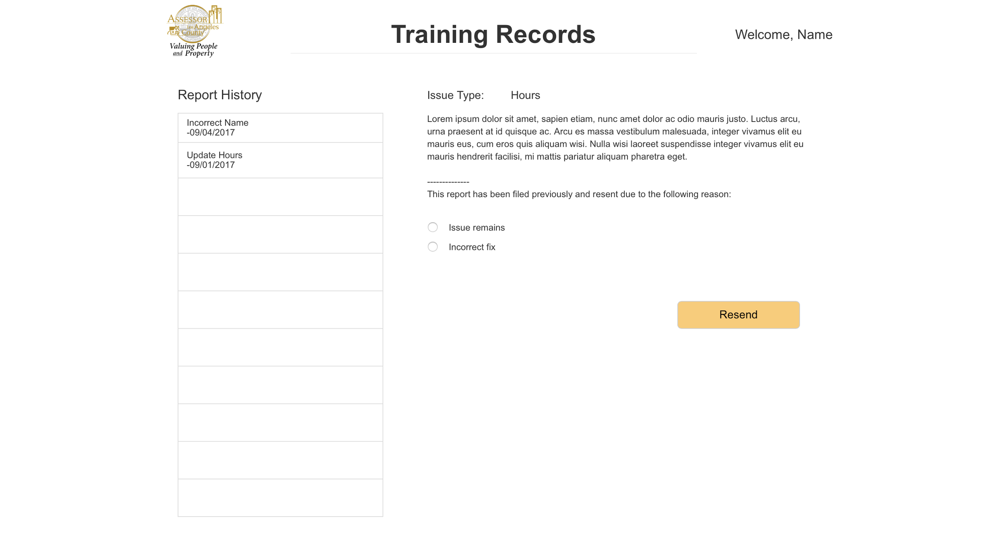 COUNTY OF LOS ANGELES
ASSESSOR
Los Angeles
County
CALIFORNIA
Valuing People
and Property
Training Records
Welcome, Name
Report History
Incorrect Name
-09/04/2017
Update Hours
-09/01/2017
Issue Type: Hours
Lorem ipsum dolor sit amet, sapien etiam, nunc amet dolor ac odio mauris justo. Luctus arcu,
urna praesent at id quisque ac. Arcu es massa vestibulum malesuada, integer vivamus elit eu
mauris eus, cum eros quis aliquam wisi. Nulla wisi laoreet suspendisse integer vivamus elit eu
mauris hendrerit facilisi, mi mattis pariatur aliquam pharetra eget.
--------------
This report has been filed previously and resent due to the following reason:
Issue remains
Incorrect fix
Resend